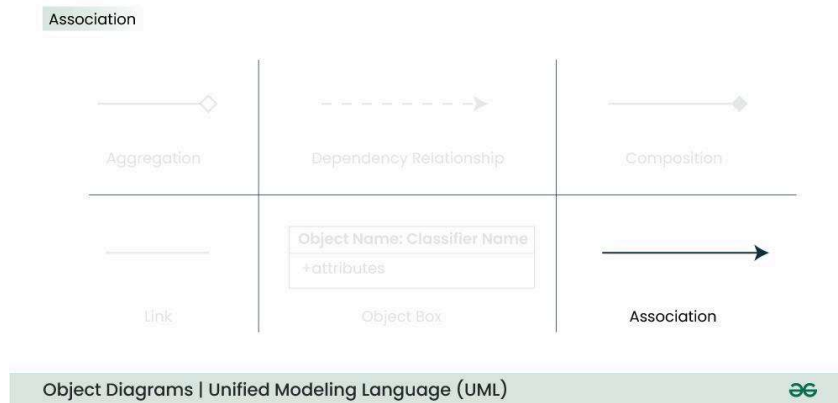 Association
Aggregation
Dependency Relationship
Composition
Object Name: Classifier Name
+attributes
Link
Object Box
Association
Object Diagrams | Unified Modeling Language (UML)